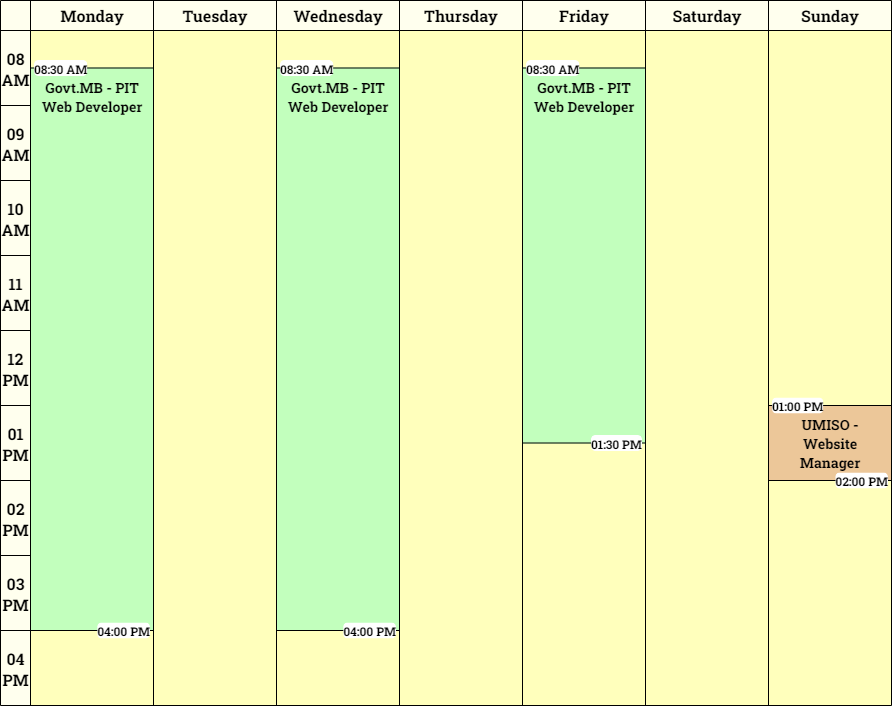 Monday Tuesday Wednesday Thursday Friday Saturday Sunday
08
AM
08:30 AM 08:30 AM 08:30 AM
Govt.MB - PIT Govt.MB - PIT Govt.MB - PIT
Web Developer Web Developer Web Developer
09
AM
10
AM
11
AM
12
PM
01:00 PM
01
PM
UMISO -
Website
Manager
01:30 PM
02:00 PM
02
PM
03
PM
04:00 PM 04:00 PM
04
PM